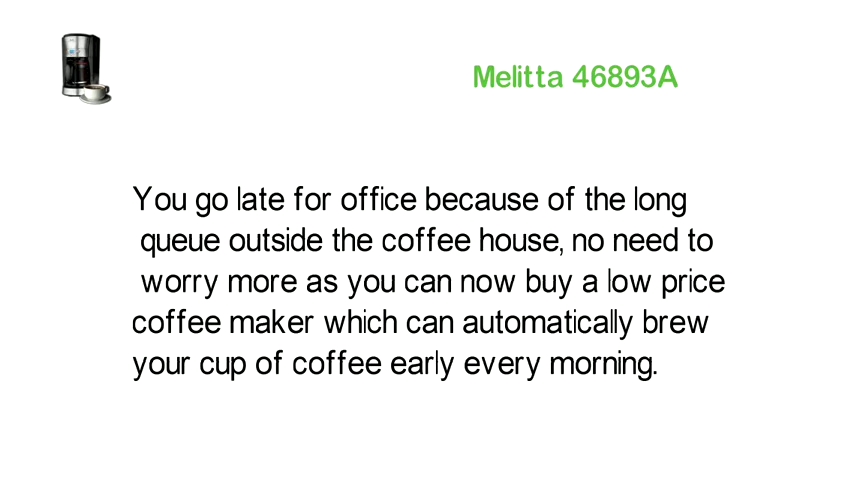 Melitta 46893A
You go late for office because of the long
queue outside the coffee house, no need to
worry more as you can now buy a low price
coffee maker which can automatically brew
your cup of coffee early every morning.